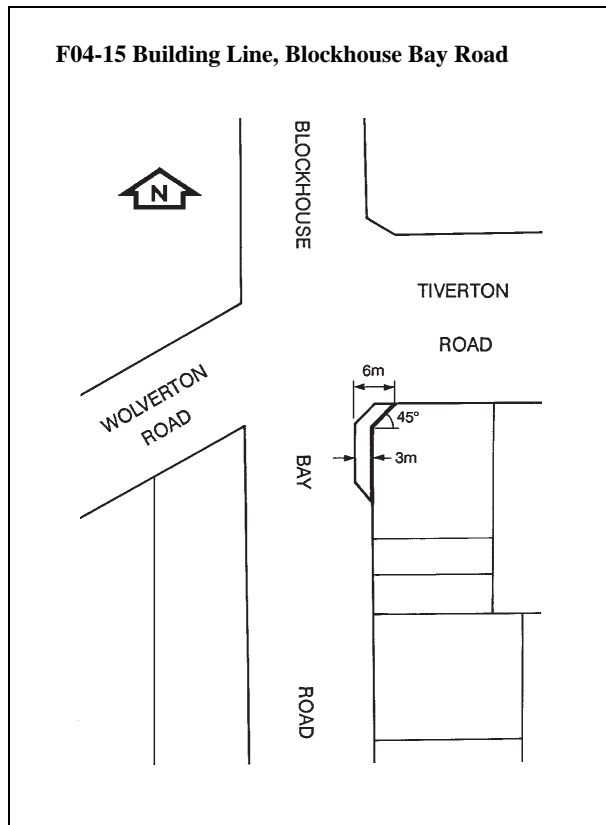 F04-15 Building Line, Blockhouse Bay Road
BLOCKHOUSE
N
TIVERTON
ROAD
6m
WOLVERTON
ROAD
45°
BAY
3m
ROAD